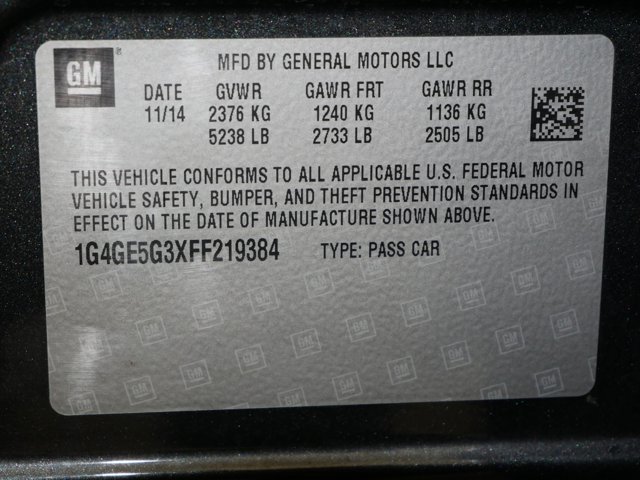 GM
MFD BY GENERAL MOTORS LLC
DATE GVWR GAWR FRT GAWR RR
11/14 2376 KG 1240 KG 1136 KG
5238 LB 2733 LB 2505 LB
THIS VEHICLE CONFORMS TO ALL APPLICABLE U.S. FEDERAL MOTOR
VEHICLE SAFETY, BUMPER, AND THEFT PREVENTION STANDARDS IN
EFFECT ON THE DATE OF MANUFACTURE SHOWN ABOVE.
1G4GE5G3XFF219384 TYPE: PASS CAR